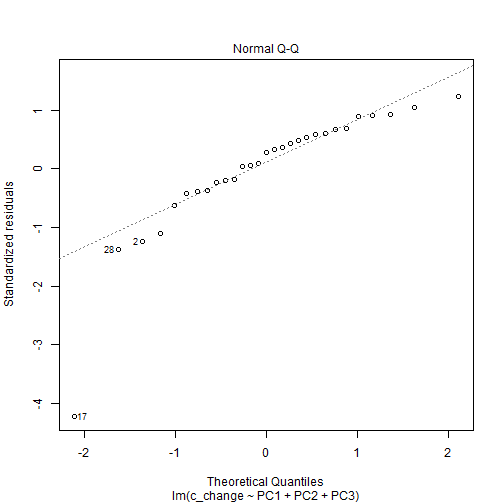 Normal Q-Q
Standardized residuals
1
0
-1
-2
-3
-4
28
2
17
-2 -1 0 1 2
Theoretical Quantiles
lm(c_change ~ PC1 + PC2 + PC3)